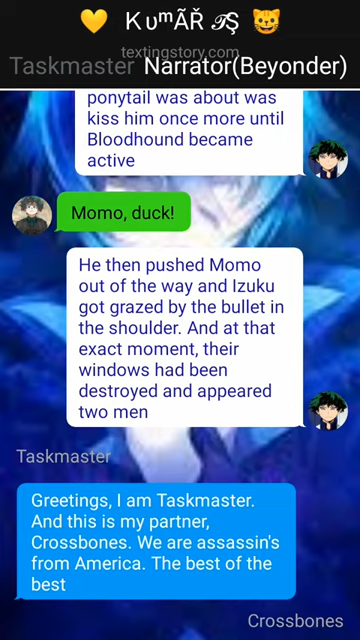 💛 KυᵐÃŘ 𝒯Ş 😺
textingstory.com
Taskmaster Narrator(Beyonder)
ponytail was about was
kiss him once more until
Bloodhound became
active
Momo, duck!
He then pushed Momo
out of the way and Izuku
got grazed by the bullet in
the shoulder. And at that
exact moment, their
windows had been
destroyed and appeared
two men
Taskmaster
Greetings, I am Taskmaster.
And this is my partner,
Crossbones. We are assassin's
from America. The best of the
best
Crossbones